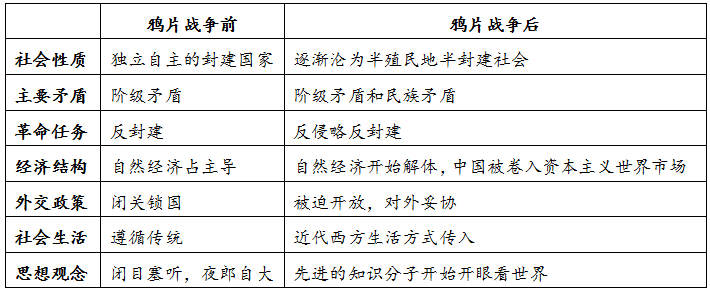 鸦片战争前 鸦片战争后
社会性质 独立自主的封建国家 逐渐沦为半殖民地半封建社会
主要矛盾 阶级矛盾 阶级矛盾和民族矛盾
革命任务 反封建 反侵略反封建
经济结构 自然经济占主导 自然经济开始解体，中国被卷入资本主义世界市场
外交政策 闭关锁国 被迫开放，对外妥协
社会生活 遵循传统 近代西方生活方式传入
思想观念 闭目塞听，夜郎自大 先进的知识分子开始开眼看世界